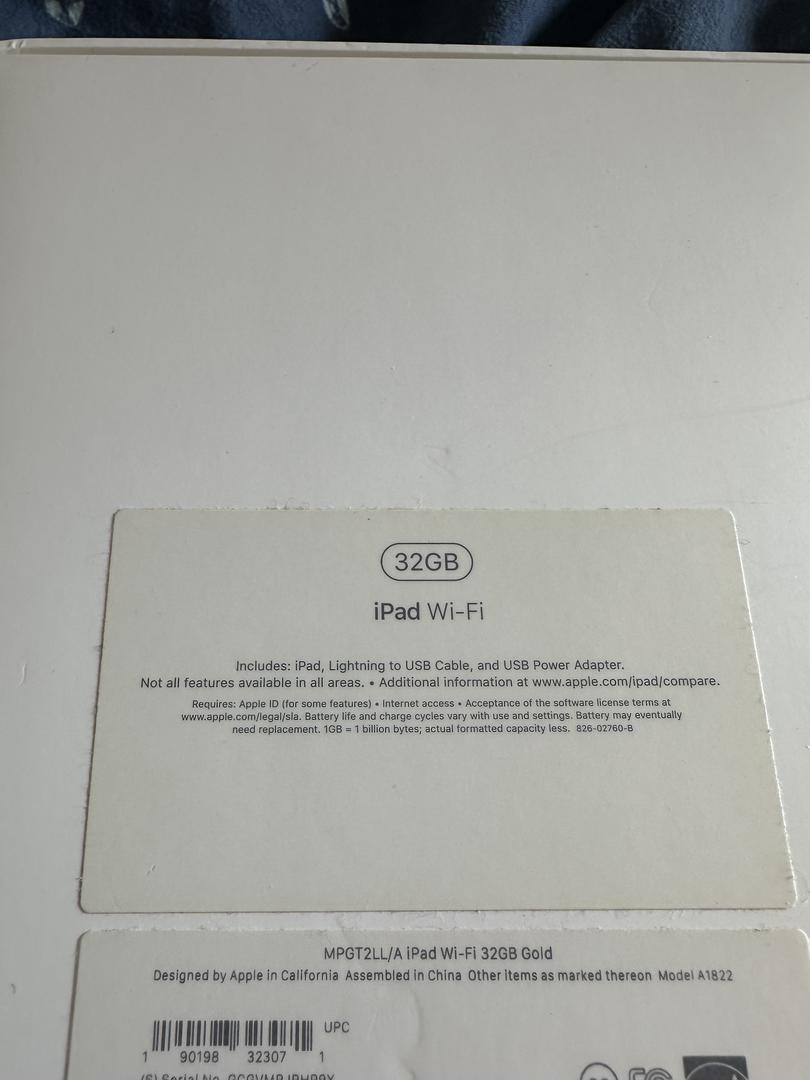 32GB
iPad Wi-Fi
Includes: iPad, Lightning to USB Cable, and USB Power Adapter.
Not all features available in all areas. • Additional information at www.apple.com/ipad/compare.
Requires: Apple ID (for some features) • Internet access • Acceptance of the software license terms at
www.apple.com/legal/sla. Battery life and charge cycles vary with use and settings. Battery may eventually
need replacement. 1GB = 1 billion bytes; actual formatted capacity less. 826-02760-B
MPGT2LL/A iPad Wi-Fi 32GB Gold
Designed by Apple in California Assembled in China Other items as marked thereon Model A1822
UPC
1 90198 32307 1
(S) Serial No.
FC